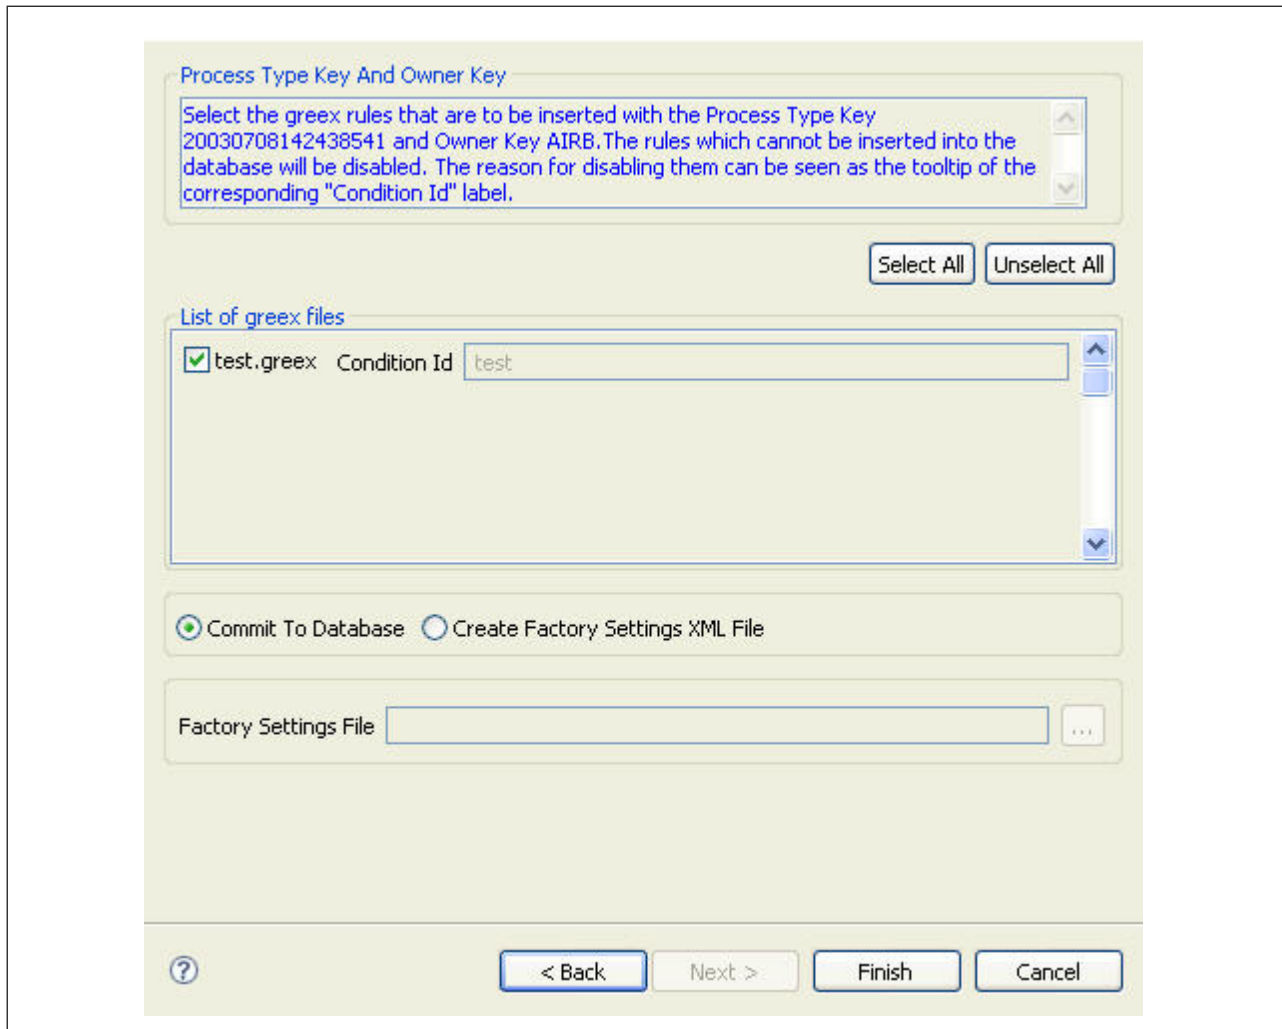 Process Type Key And Owner Key
Select the greex rules that are to be inserted with the Process Type Key
20030708142438541 and Owner Key AIRB.The rules which cannot be inserted into the
database will be disabled. The reason for disabling them can be seen as the tooltip of the
corresponding "Condition Id" label.
Select All Unselect All
List of greex files
test.greex Condition Id test
Commit To Database Create Factory Settings XML File
Factory Settings File ...
? < Back Next > Finish Cancel